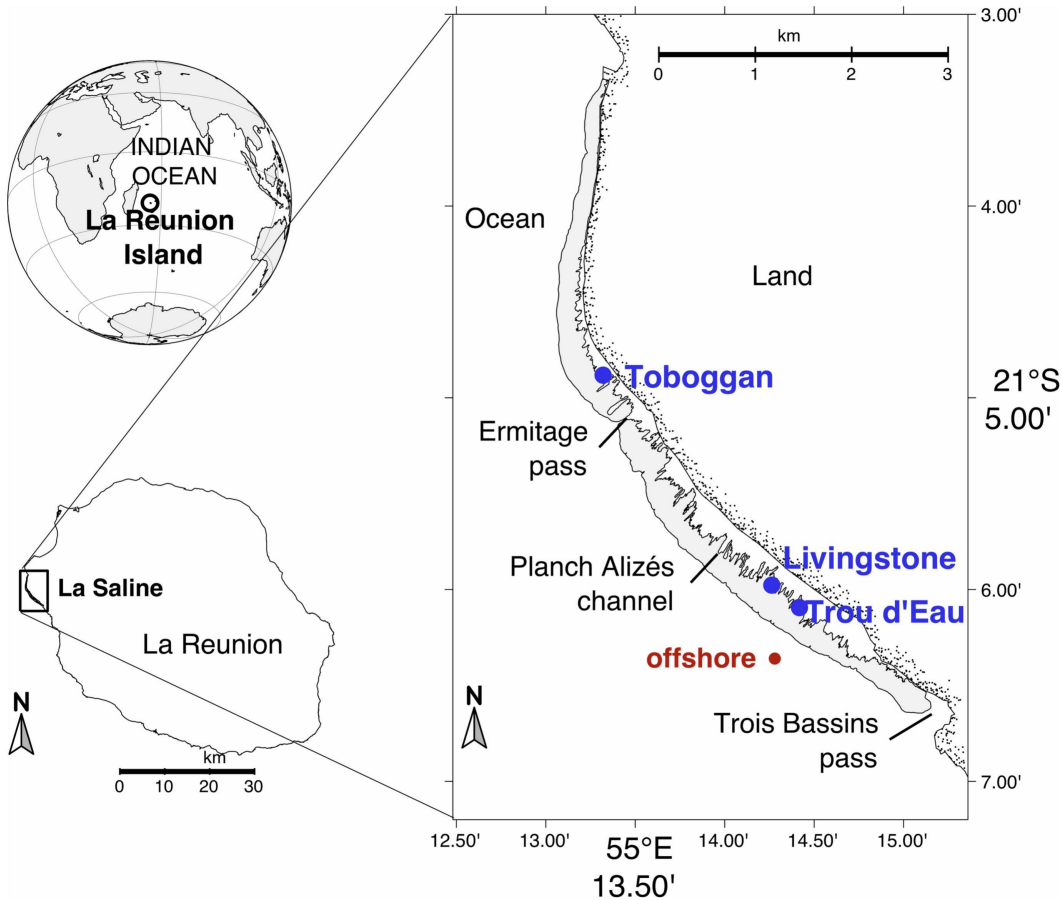 INDIAN
OCEAN
La Reunion
Island
La Saline
La Reunion
N
km
0 10 20 30
3.00'
km
0 1 2 3
Ocean
4.00'
Land
Toboggan
21°S
5.00'
Ermitage
pass
Planch Alizés
channel
Livingstone
6.00'
Trou d'Eau
offshore
N
Trois Bassins
pass
7.00'
12.50' 13.00' 14.00' 14.50' 15.00'
55°E
13.50'